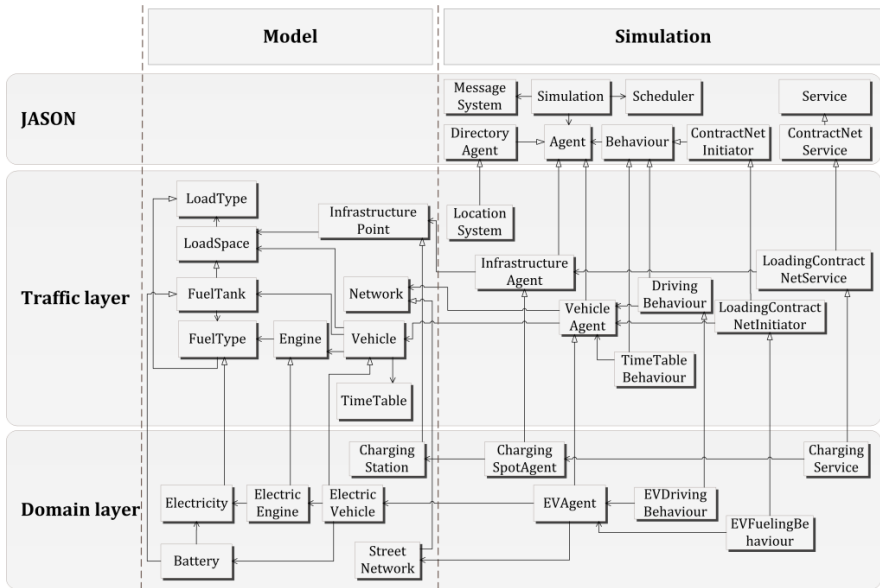 Model
Simulation
JASON
Message
System
Simulation
Scheduler
Service
Directory
Agent
Agent
Behaviour
ContractNet
Initiator
ContractNet
Service
Traffic layer
LoadType
Infrastructure
Point
Location
System
LoadSpace
Infrastructure
Agent
LoadingContract
NetService
FuelTank
Network
Driving
Behaviour
Vehicle
Agent
LoadingContract
NetInitiator
FuelType
Engine
Vehicle
TimeTable
Behaviour
TimeTable
Domain layer
Charging
Station
Charging
SpotAgent
Charging
Service
Electricity
Electric
Engine
Electric
Vehicle
EVAgent
EVDriving
Behaviour
EVFuelingBe
haviour
Battery
Street
Network